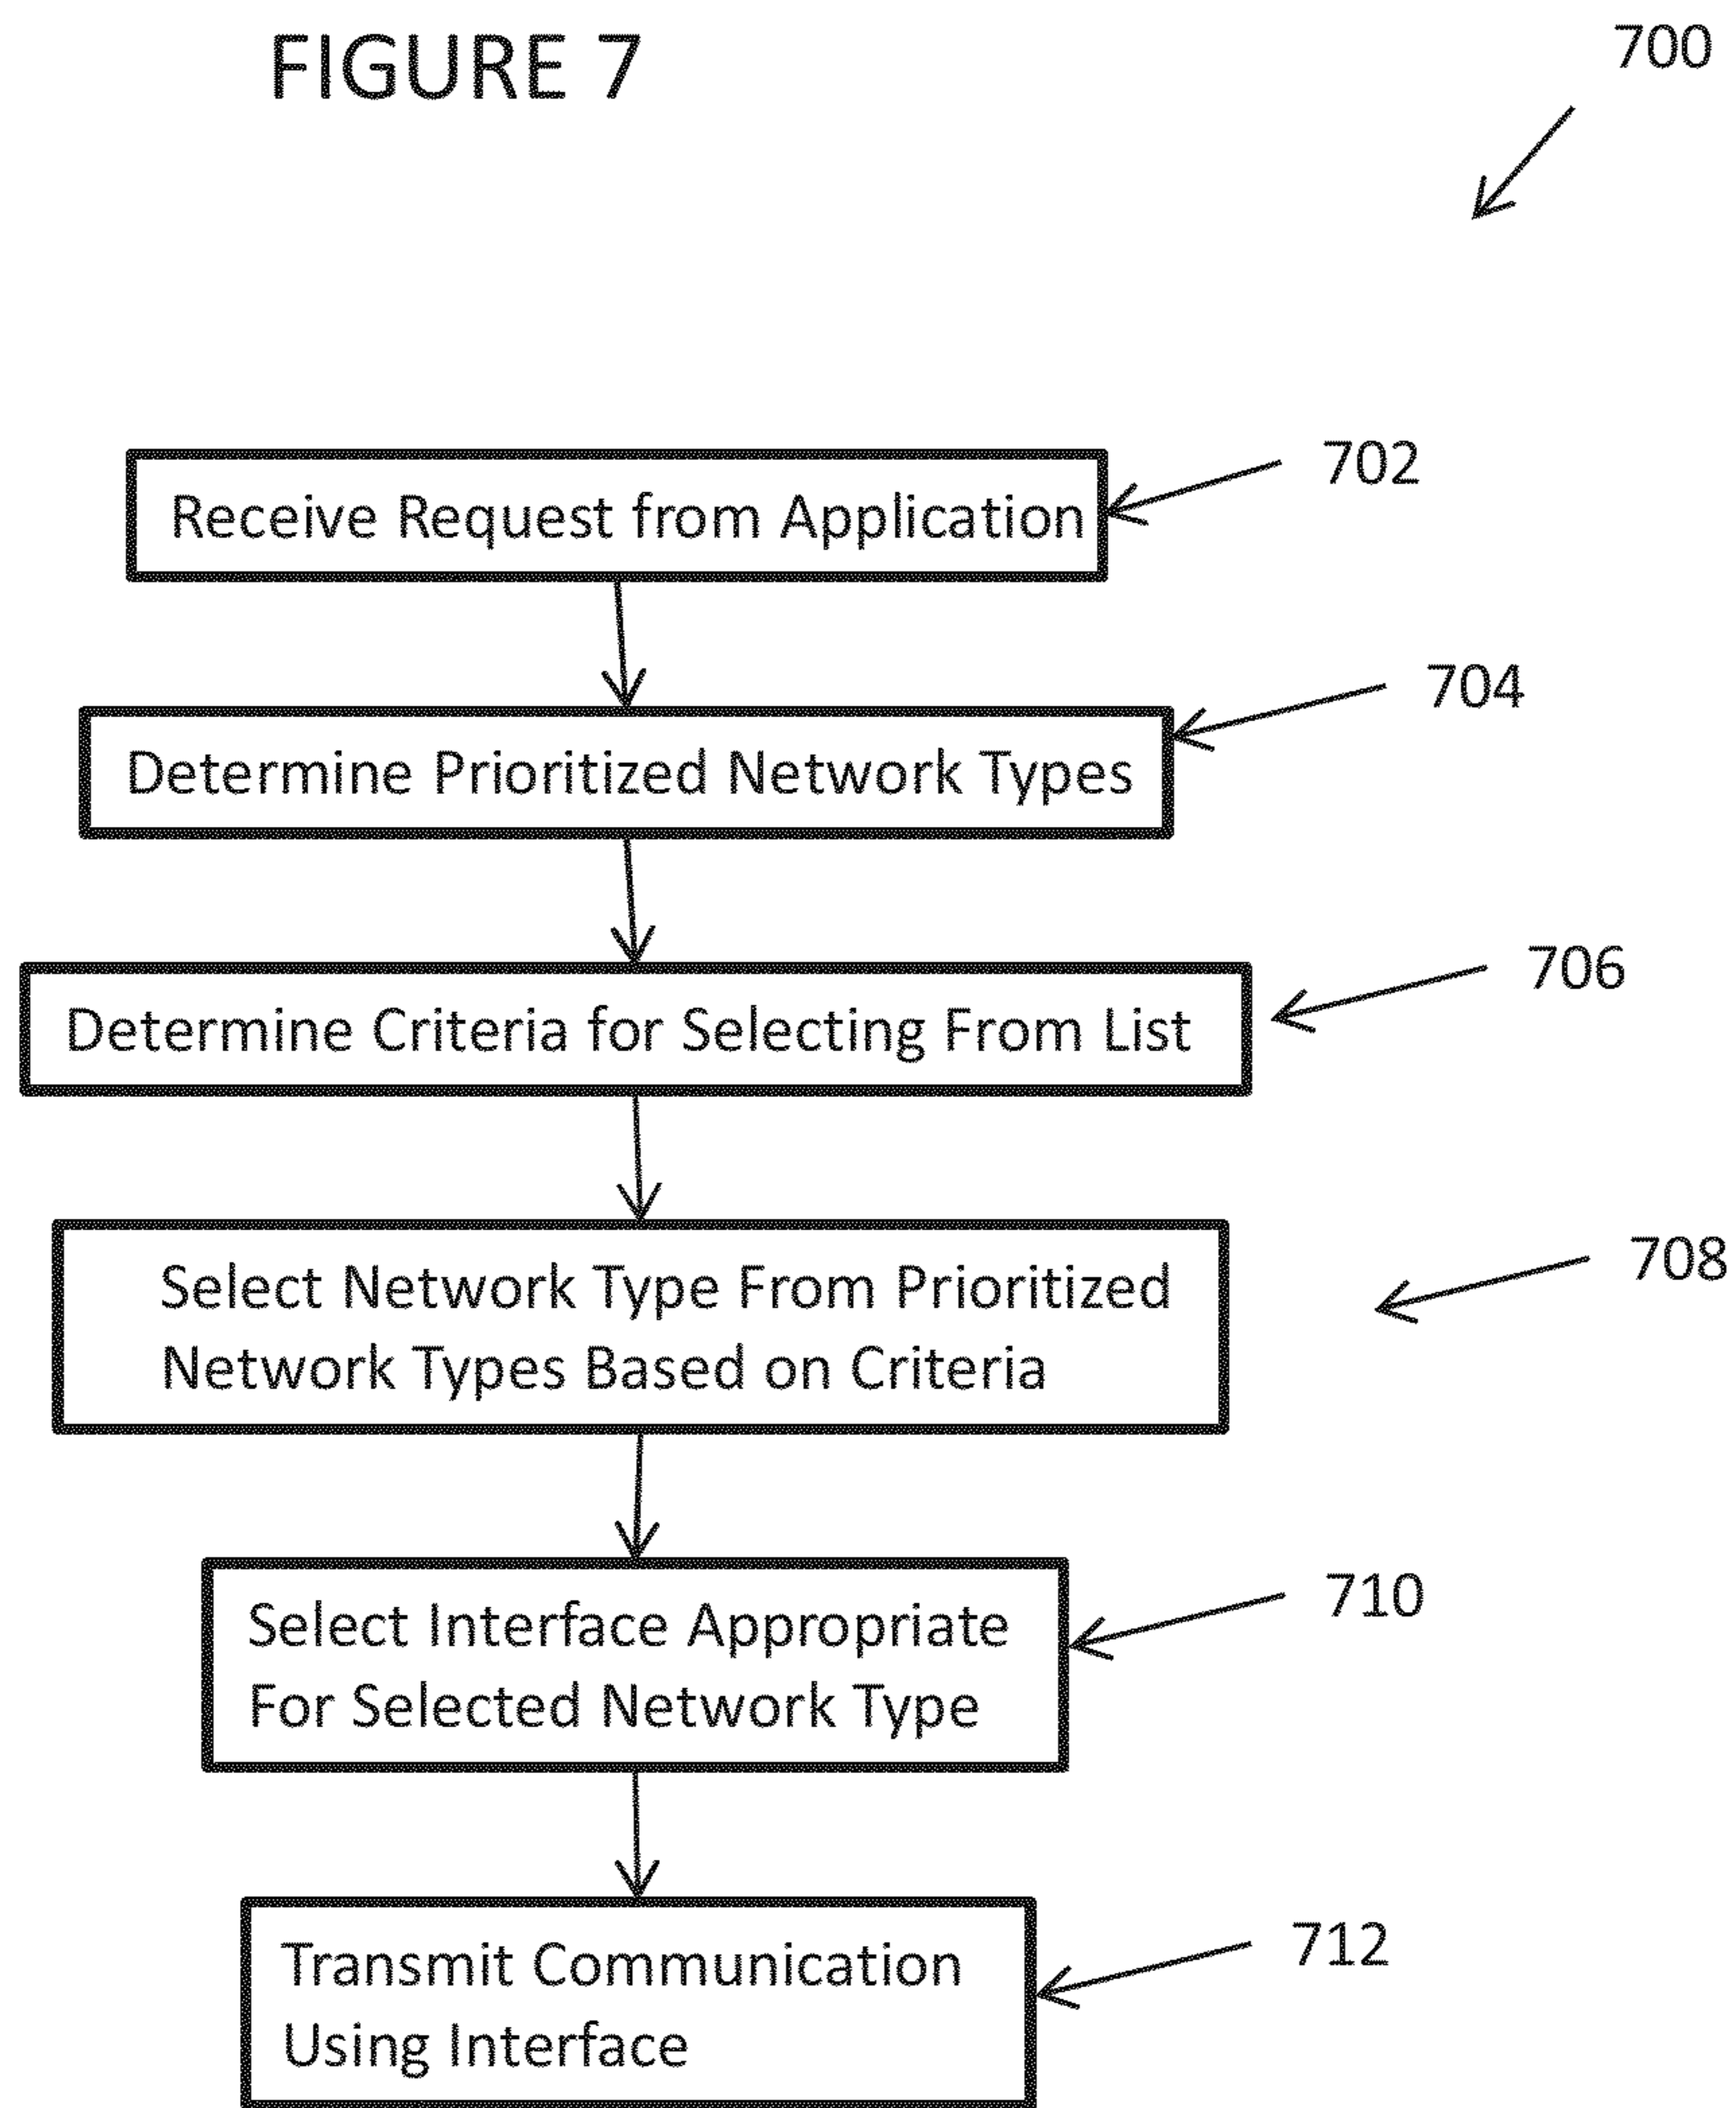 FIGURE 7
700
Receive Request from Application
702
Determine Prioritized Network Types
704
Determine Criteria for Selecting From List
706
Select Network Type From Prioritized
Network Types Based on Criteria
708
Select Interface Appropriate
For Selected Network Type
710
Transmit Communication
Using Interface
712